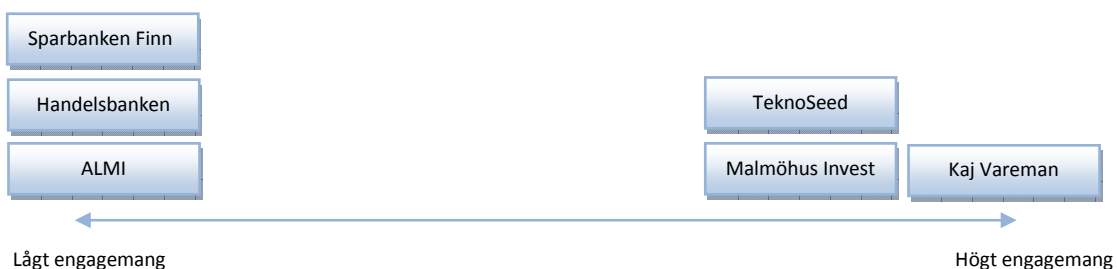 Sparbanken Finn
Handelsbanken
TeknoSeed
ALMI
Malmöhus Invest
Kaj Vareman
Lågt engagemang
Högt engagemang